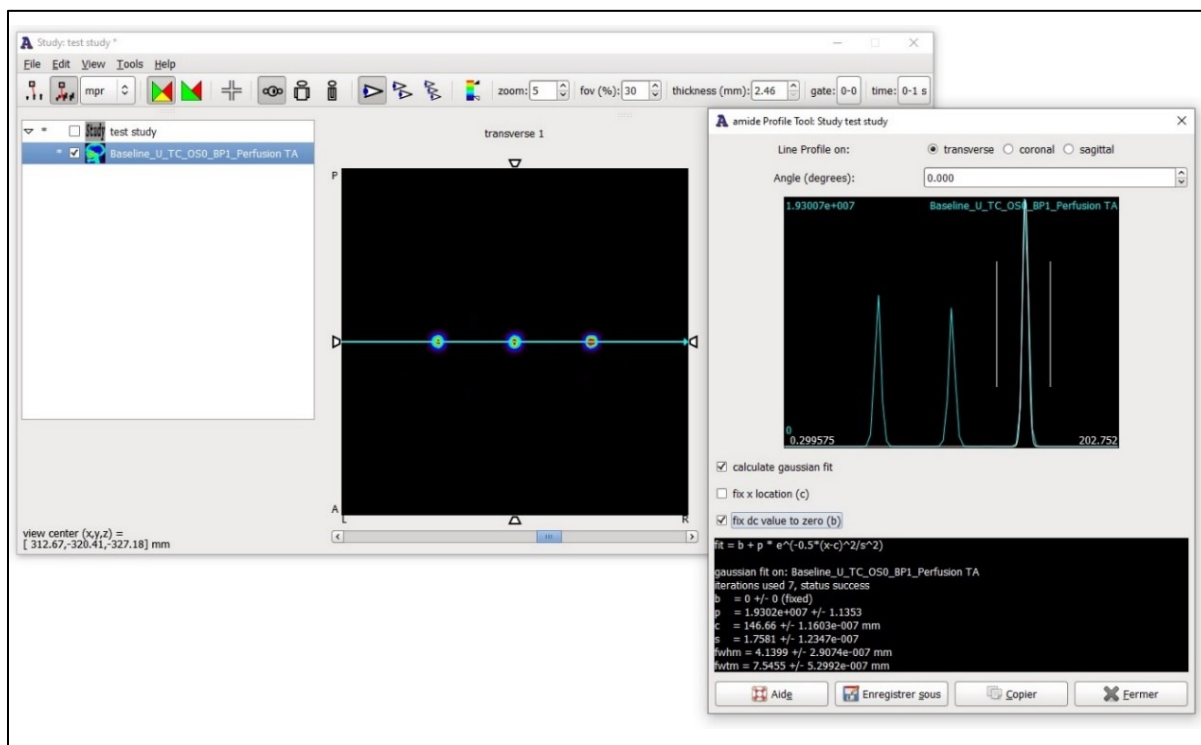 Study: test study *
File Edit View Tools Help
mpr zoom: 5 fov (%): 30 thickness (mm): 2.46 gate: 0-0 time: 0-1 s
Study test study
Baseline_U_TC_OS0_BP1_Perfusion TA
transverse 1
P
A
L R
m
view center (x,y,z) =
[ 312.67,-320.41,-327.18] mm
amide Profile Tool: Study test study
Line Profile on: transverse coronal sagittal
Angle (degrees): 0.000
1.93007e+007 Baseline_U_TC_OS0_BP1_Perfusion TA
0
0.299575 202.752
calculate gaussian fit
fix x location (c)
fix dc value to zero (b)
fit = b + p * e^(-0.5*(x-c)^2/s^2)
gaussian fit on: Baseline_U_TC_OS0_BP1_Perfusion TA
iterations used 7, status success
b = 0 +/- 0 (fixed)
p = 1.9302e+007 +/- 1.1353
c = 146.66 +/- 1.1603e-007 mm
s = 1.7581 +/- 1.2347e-007
fwhm = 4.1399 +/- 2.9074e-007 mm
fwtm = 7.5455 +/- 5.2992e-007 mm
Aide Enregistrer sous Copier Fermer